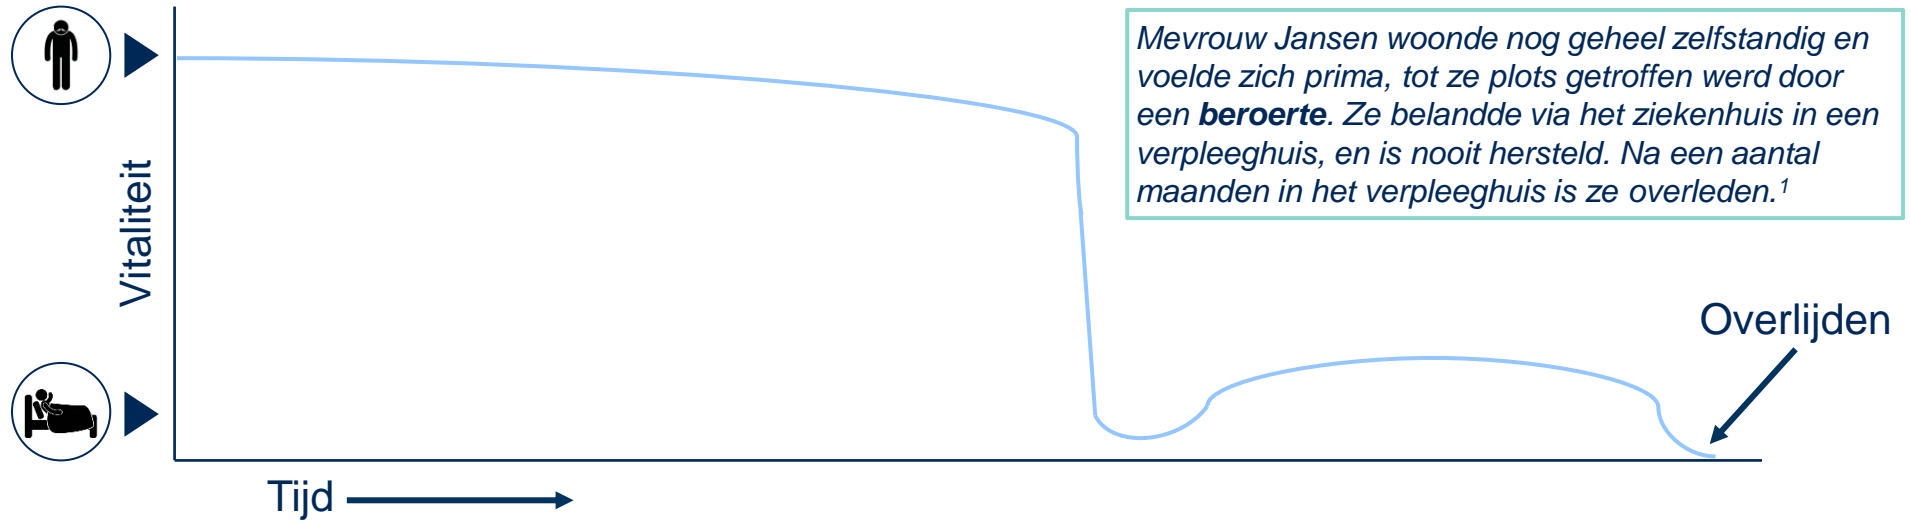 Mevrouw Jansen woonde nog geheel zelfstandig en
voelde zich prima, tot ze plots getroffen werd door
een beroerte. Ze belandde via het ziekenhuis in een
verpleeghuis, en is nooit hersteld. Na een aantal
maanden in het verpleeghuis is ze overleden.¹
Vitaliteit
Overlijden
Tijd